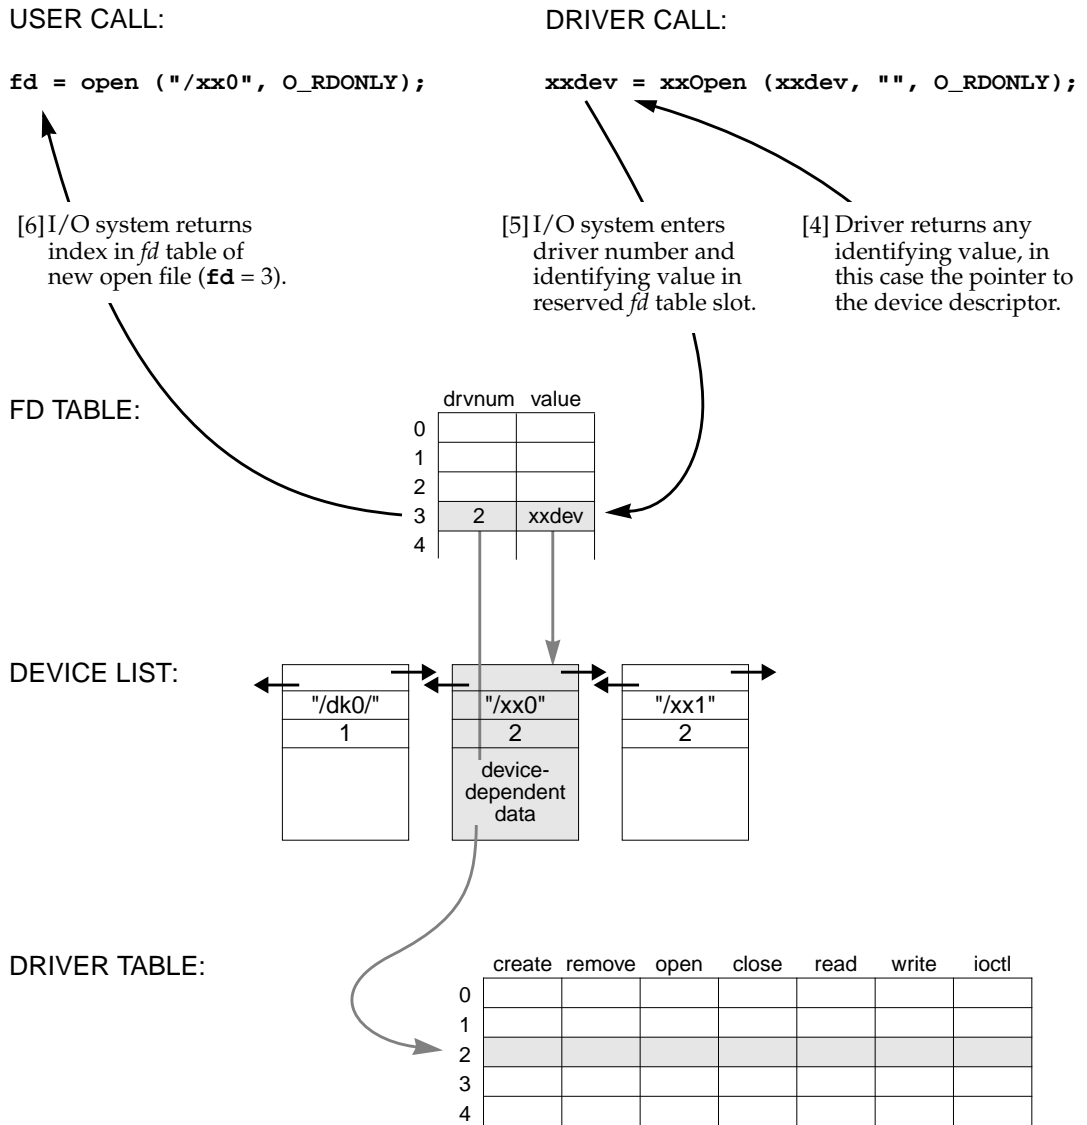 USER CALL:
DRIVER CALL:
fd = open ("/xx0", O_RDONLY);
xxdev = xxOpen (xxdev, "", O_RDONLY);
[6] I/O system returns
index in fd table of
new open file (fd = 3).
[5] I/O system enters
driver number and
identifying value in
reserved fd table slot.
[4] Driver returns any
identifying value, in
this case the pointer to
the device descriptor.
FD TABLE:
drvnum value
0
1
2
3 2 xxdev
4
DEVICE LIST:
"/dk0/" "/xx0" "/xx1"
1 2 2
device-
dependent
data
DRIVER TABLE:
create remove open close read write ioctl
0
1
2
3
4